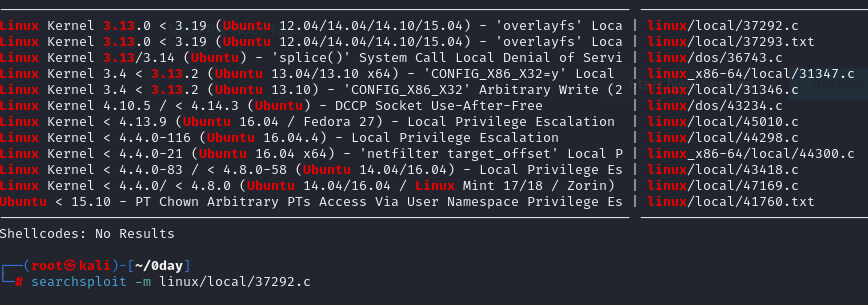 Linux Kernel 3.13.0 < 3.19 (Ubuntu 12.04/14.04/14.10/15.04) - 'overlayfs' Loca | linux/local/37292.c
Linux Kernel 3.13.0 < 3.19 (Ubuntu 12.04/14.04/14.10/15.04) - 'overlayfs' Loca | linux/local/37293.txt
Linux Kernel 3.13/3.14 (Ubuntu) - 'splice()' System Call Local Denial of Servi | linux/dos/36743.c
Linux Kernel 3.4 < 3.13.2 (Ubuntu 13.04/13.10 x64) - 'CONFIG_X86_X32=y' Local | linux_x86-64/local/31347.c
Linux Kernel 3.4 < 3.13.2 (Ubuntu 13.10) - 'CONFIG_X86_X32' Arbitrary Write (2 | linux/local/31346.c
Linux Kernel 4.10.5 / < 4.14.3 (Ubuntu) - DCCP Socket Use-After-Free | linux/dos/43234.c
Linux Kernel < 4.13.9 (Ubuntu 16.04 / Fedora 27) - Local Privilege Escalation | linux/local/45010.c
Linux Kernel < 4.4.0-116 (Ubuntu 16.04.4) - Local Privilege Escalation | linux/local/44298.c
Linux Kernel < 4.4.0-21 (Ubuntu 16.04 x64) - 'netfilter target_offset' Local P | linux_x86-64/local/44300.c
Linux Kernel < 4.4.0-83 / < 4.8.0-58 (Ubuntu 14.04/16.04) - Local Privilege Es | linux/local/43418.c
Linux Kernel < 4.4.0/ < 4.8.0 (Ubuntu 14.04/16.04 / Linux Mint 17/18 / Zorin) | linux/local/47169.c
Ubuntu < 15.10 - PT Chown Arbitrary PTs Access Via User Namespace Privilege Es | linux/local/41760.txt
Shellcodes: No Results
┌──(root㉿kali)-[~/0day]
└─# searchsploit -m linux/local/37292.c